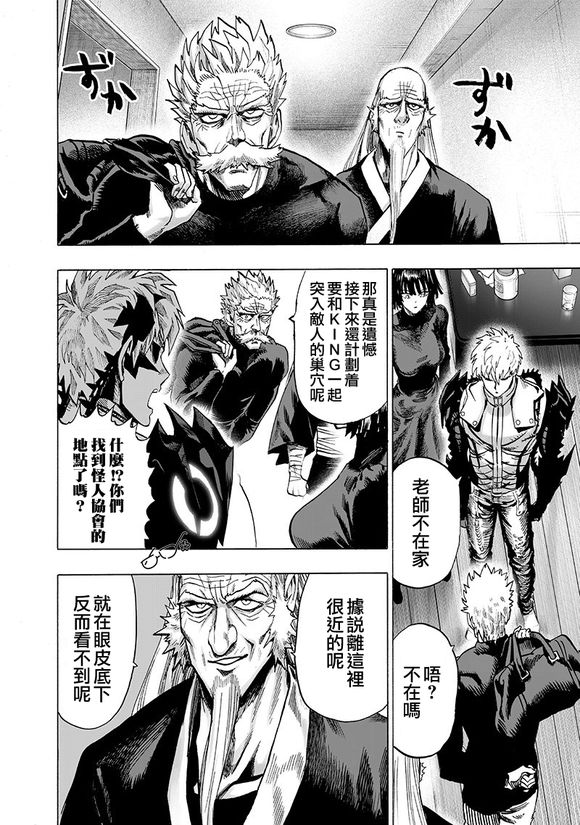 ずか
ずか
老師不在家
唔？
不在嗎
那真是遺憾
接下來還計劃着
要和KING一起
突入敵人的巢穴呢
什麼!?你們
找到怪人協會的
地點了嗎？
據說離這裡
很近的呢
就在眼皮底下
反而看不到呢